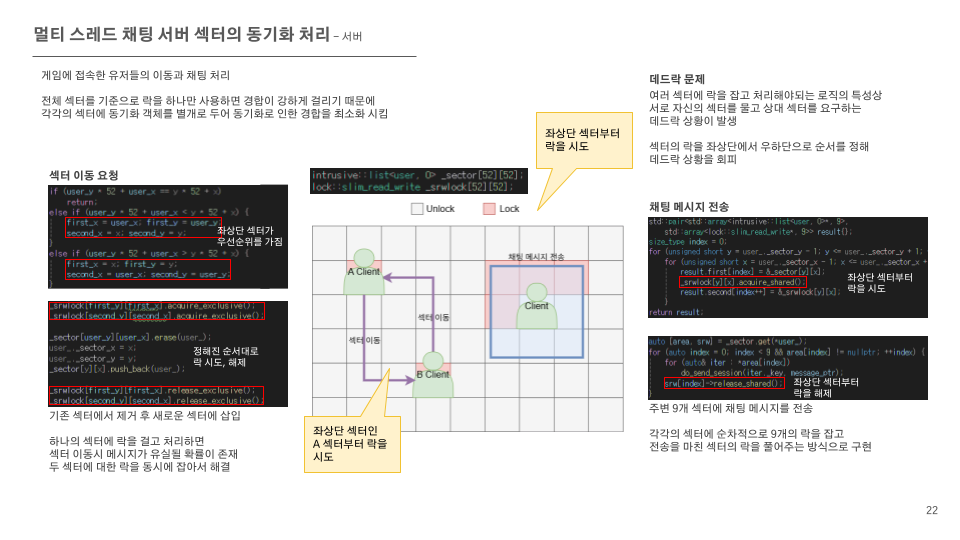 멀티 스레드 채팅 서버 섹터의 동기화 처리 – 서버
게임에 접속한 유저들의 이동과 채팅 처리
전체 섹터를 기준으로 락을 하나만 사용하면 경합이 강하게 걸리기 때문에
각각의 섹터에 동기화 객체를 별개로 두어 동기화로 인한 경합을 최소화 시킴
섹터 이동 요청
if (user_y * 52 + user_x == y * 52 + x)
return;
else if (user_y * 52 + user_x < y * 52 + x) {
first_x = user_x; first_y = user_y;
second_x = x; second_y = y;
}
else if (user_y * 52 + user_x > y * 52 + x) {
first_x = x; first_y = y;
second_x = user_x; second_y = user_y;
}
좌상단 섹터가
우선순위를 가짐
_srwlock[first_y][first_x].acquire_exclusive();
_srwlock[second_y][second_x].acquire_exclusive();
_sector[user_y][user_x].erase(user_);
user_._sector_x = x;
user_._sector_y = y;
_sector[y][x].push_back(user_);
_srwlock[first_y][first_x].release_exclusive();
_srwlock[second_y][second_x].release_exclusive();
정해진 순서대로
락 시도, 해제
기존 섹터에서 제거 후 새로운 섹터에 삽입
하나의 섹터에 락을 걸고 처리하면
섹터 이동시 메시지가 유실될 확률이 존재
두 섹터에 대한 락을 동시에 잡아서 해결
intrusive::list<user, 0> _sector[52][52];
lock::slim_read_write _srwlock[52][52];
좌상단 섹터부터
락을 시도
Unlock
Lock
A Client
채팅 메시지 전송
Client
섹터 이동
섹터 이동
B Client
좌상단 섹터인
A 섹터부터 락을
시도
데드락 문제
여러 섹터에 락을 잡고 처리해야되는 로직의 특성상
서로 자신의 섹터를 물고 상대 섹터를 요구하는
데드락 상황이 발생
섹터의 락을 좌상단에서 우하단으로 순서를 정해
데드락 상황을 회피
채팅 메시지 전송
std::pair<std::array<intrusive::list<user, 0>*, 9>,
std::array<lock::slim_read_write*, 9>> result{};
size_type index = 0;
for (unsigned short y = user_._sector_y - 1; y <= user_._sector_y + 1;
for (unsigned short x = user_._sector_x - 1; x <= user_._sector_x +
result.first[index] = &_sector[y][x];
_srwlock[y][x].acquire_shared();
result.second[index++] = &_srwlock[y][x];
}
return result;
좌상단 섹터부터
락을 시도
auto [area, srw] = _sector.get(*user_);
for (auto index = 0; index < 9 && area[index] != nullptr; ++index) {
for (auto& iter : *area[index])
do_send_session(iter._key, message_ptr);
srw[index]->release_shared();
}
좌상단 섹터부터
락을 해제
주변 9개 섹터에 채팅 메시지를 전송
각각의 섹터에 순차적으로 9개의 락을 잡고
전송을 마친 섹터의 락을 풀어주는 방식으로 구현
22